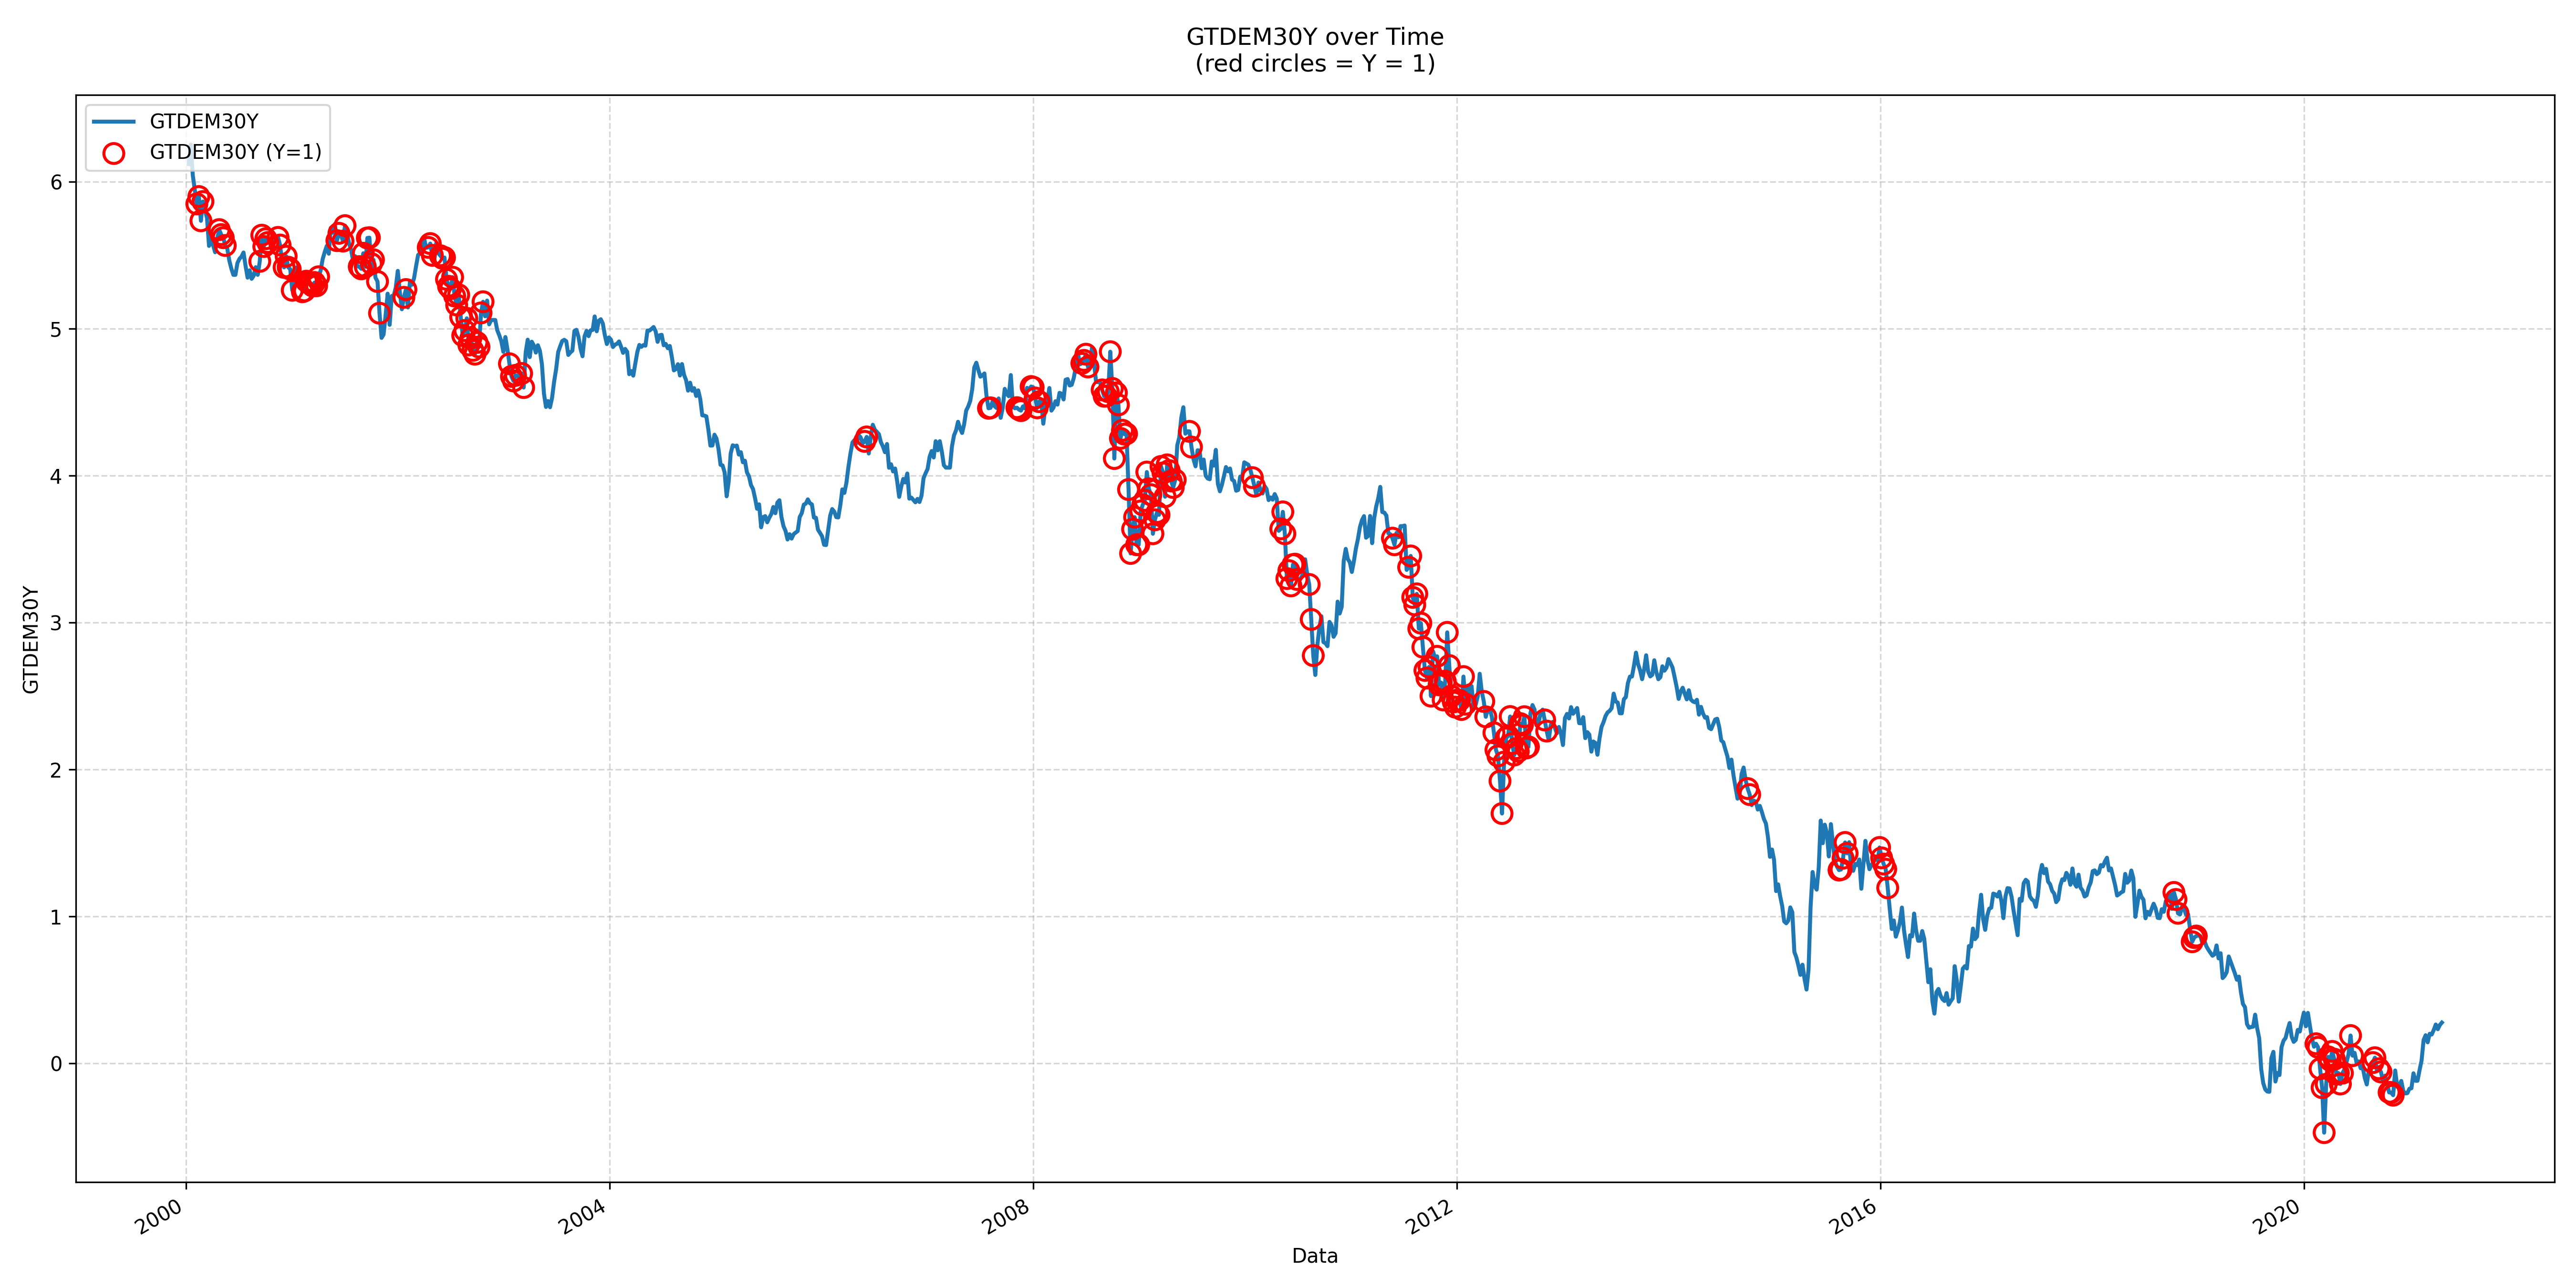 GTDEM30Y over Time
(red circles = Y = 1)
GTDEM30Y
GTDEM30Y (Y=1)
GTDEM30Y
6
5
4
3
2
1
0
2000
2004
2008
2012
2016
2020
Data